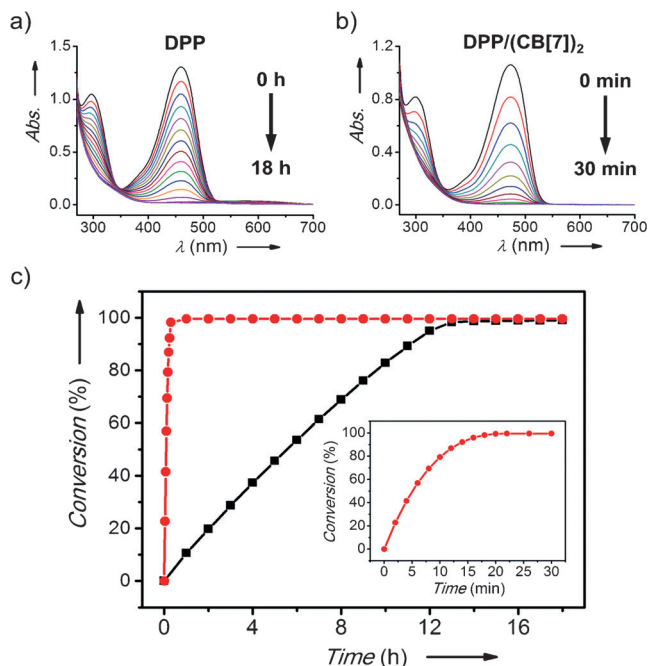 a)
DPP
Abs.
1.5
1.0
0.5
0.0
0 h
18 h
300 400 500 600 700
λ (nm)
b)
DPP/(CB[7])₂
Abs.
1.2
0.8
0.4
0.0
0 min
30 min
300 400 500 600 700
λ (nm)
c)
Conversion (%)
100
80
60
40
20
0
0 4 8 12 16
Time (h)
Conversion (%)
100
80
60
40
20
0
0 5 10 15 20 25 30
Time (min)